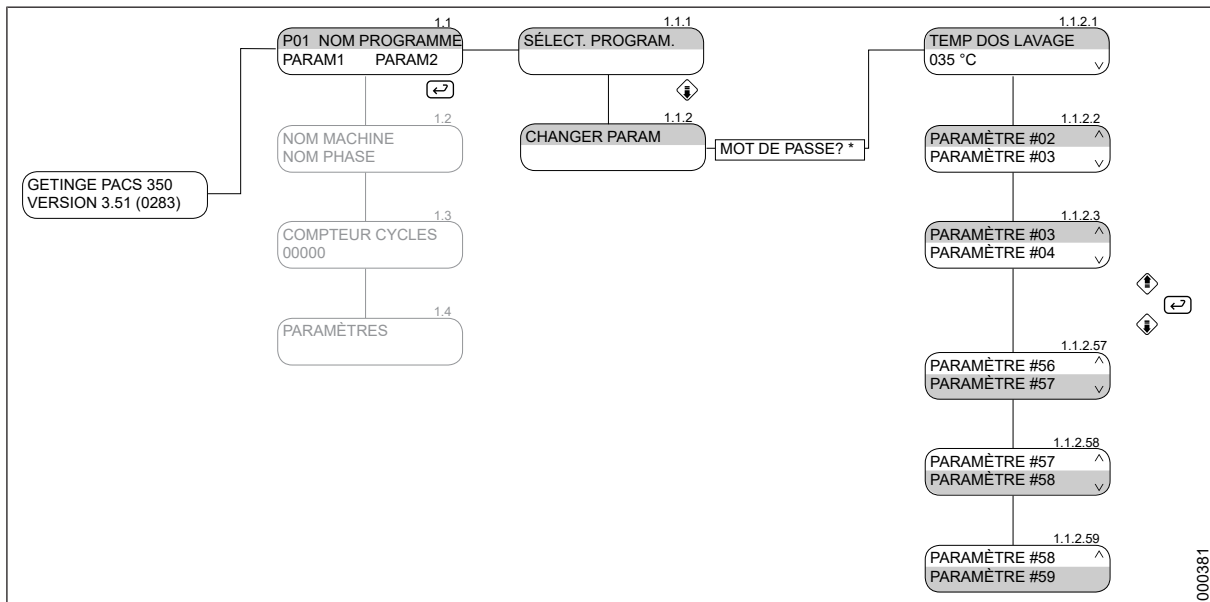 GETINGE PACS 350
VERSION 3.51 (0283)
1.1
P01 NOM PROGRAMME
PARAM1 PARAM2
1.2
NOM MACHINE
NOM PHASE
1.3
COMPTEUR CYCLES
00000
1.4
PARAMÈTRES
1.1.1
SÉLECT. PROGRAM.
1.1.2
CHANGER PARAM
MOT DE PASSE? *
1.1.2.1
TEMP DOS LAVAGE
035 °C
1.1.2.2
PARAMÈTRE #02
PARAMÈTRE #03
1.1.2.3
PARAMÈTRE #03
PARAMÈTRE #04
1.1.2.57
PARAMÈTRE #56
PARAMÈTRE #57
1.1.2.58
PARAMÈTRE #57
PARAMÈTRE #58
1.1.2.59
PARAMÈTRE #58
PARAMÈTRE #59
000381